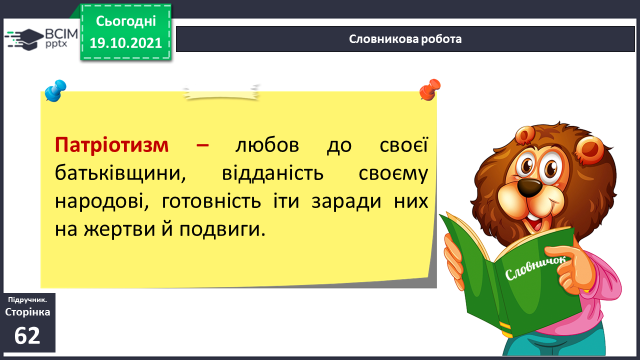 Сьогодні
19.10.2021
ВСІМ
pptx
Словникова робота
Патріотизм – любов до своєї
батьківщини, відданість своєму
народові, готовність іти заради них
на жертви й подвиги.
Словничок
Підручник.
Сторінка
62